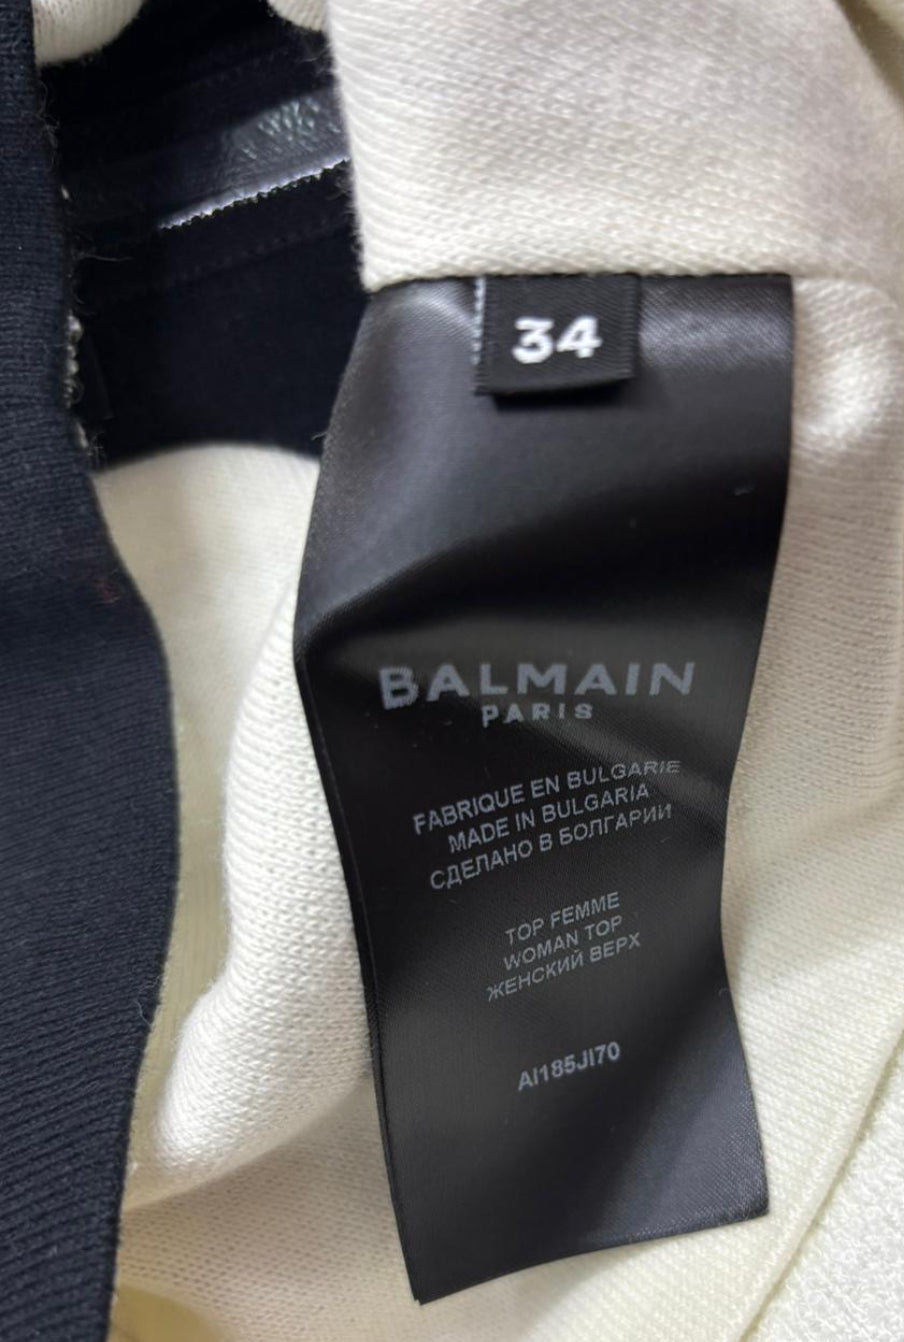 34
BALMAIN
PARIS
FABRIQUE EN BULGARIE
MADE IN BULGARIA
СДЕЛАНО В БОЛГАРИИ
TOP FEMME
WOMAN TOP
ЖЕНСКИЙ ВЕРХ
AI185JI70